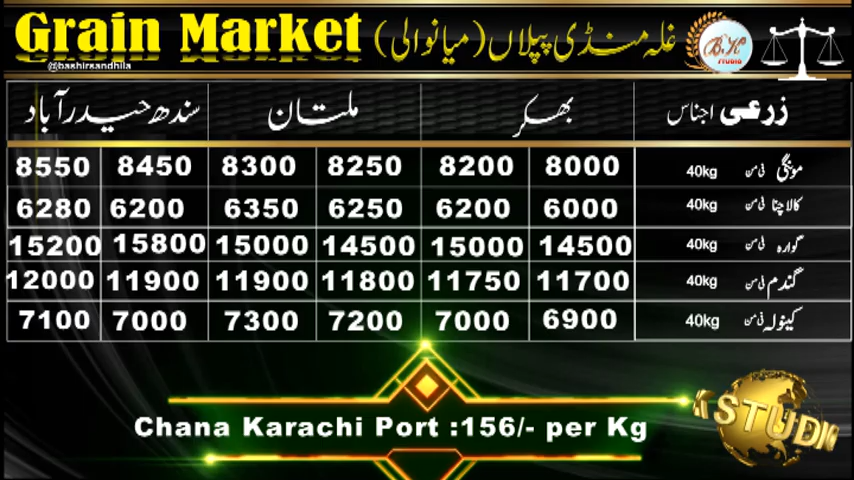 Grain Market غلہ منڈی پپلاں (میانوالی)
@bashirsandhila
B.H
STUDIO
زرعی اجناس بھکر ملتان سندھ حیدرآباد
مونگی فی من 40kg 8000 8200 8250 8300 8450 8550
کالا چنا فی من 40kg 6000 6200 6250 6350 6200 6280
گوارہ فی من 40kg 14500 15000 14500 15000 15800 15200
گندم فی من 40kg 11700 11750 11800 11900 11900 12000
کینولہ فی من 40kg 6900 7000 7200 7300 7000 7100
Chana Karachi Port :156/- per Kg